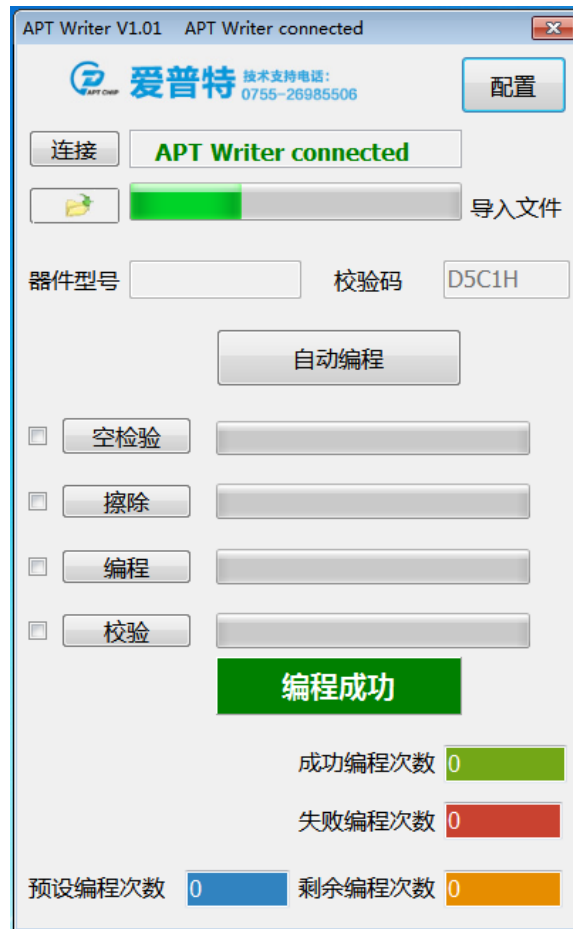 APT Writer V1.01 APT Writer connected
APT CHIP 爱普特 技术支持电话:
0755-26985506
配置
连接 APT Writer connected
导入文件
器件型号 校验码 D5C1H
自动编程
空检验
擦除
编程
校验
编程成功
成功编程次数 0
失败编程次数 0
预设编程次数 0 剩余编程次数 0